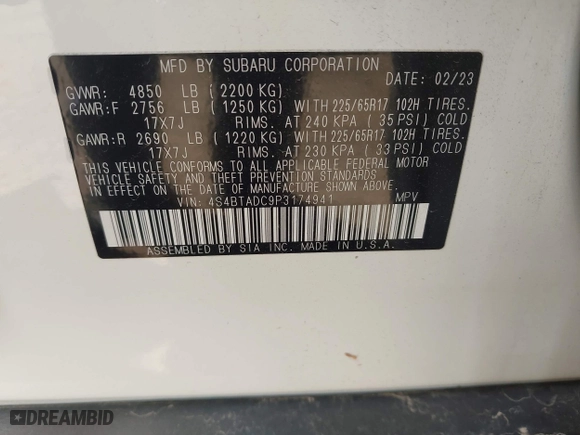 MFD BY SUBARU CORPORATION
DATE: 02/23
GVWR: 4850 LB (2200 KG)
GAWR:F 2756 LB (1250 KG) WITH 225/65R17 102H TIRES.
17X7J RIMS. AT 240 KPA (35 PSI) COLD
GAWR:R 2690 LB (1220 KG) WITH 225/65R17 102H TIRES.
17X7J RIMS. AT 230 KPA (33 PSI) COLD
THIS VEHICLE CONFORMS TO ALL APPLICABLE FEDERAL MOTOR
VEHICLE SAFETY, BUMPER, AND THEFT PREVENTION STANDARDS
IN EFFECT ON THE DATE OF MANUFACTURE SHOWN ABOVE.
VIN: 4S4BTADC9P3174941 MPV
ASSEMBLED BY SIA INC. MADE IN U.S.A.
DREAMBID